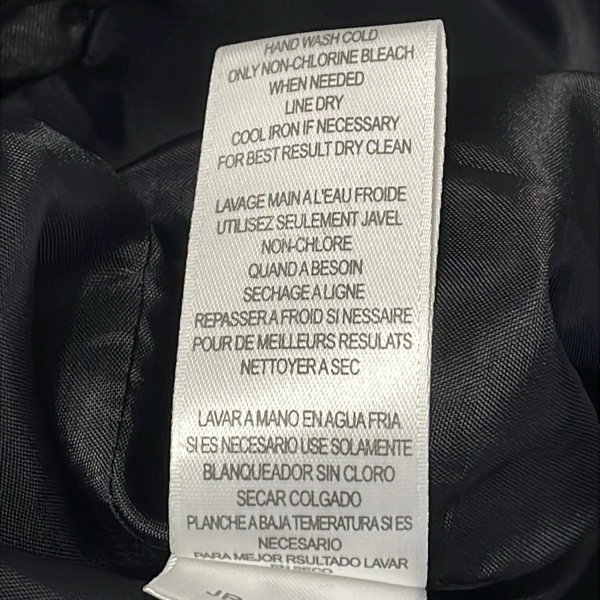 HAND WASH COLD
ONLY NON-CHLORINE BLEACH
WHEN NEEDED
LINE DRY
COOL IRON IF NECESSARY
FOR BEST RESULT DRY CLEAN
LAVAGE MAIN A L'EAU FROIDE
UTILISEZ SEULEMENT JAVEL
NON-CHLORE
QUAND A BESOIN
SECHAGE A LIGNE
REPASSER A FROID SI NESSAIRE
POUR DE MEILLEURS RESULATS
NETTOYER A SEC
LAVAR A MANO EN AGUA FRIA
SI ES NECESARIO USE SOLAMENTE
BLANQUEADOR SIN CLORO
SECAR COLGADO
PLANCHE A BAJA TEMERATURA SI ES
NECESARIO
PARA MEJOR RSULTADO LAVAR
EN SECO